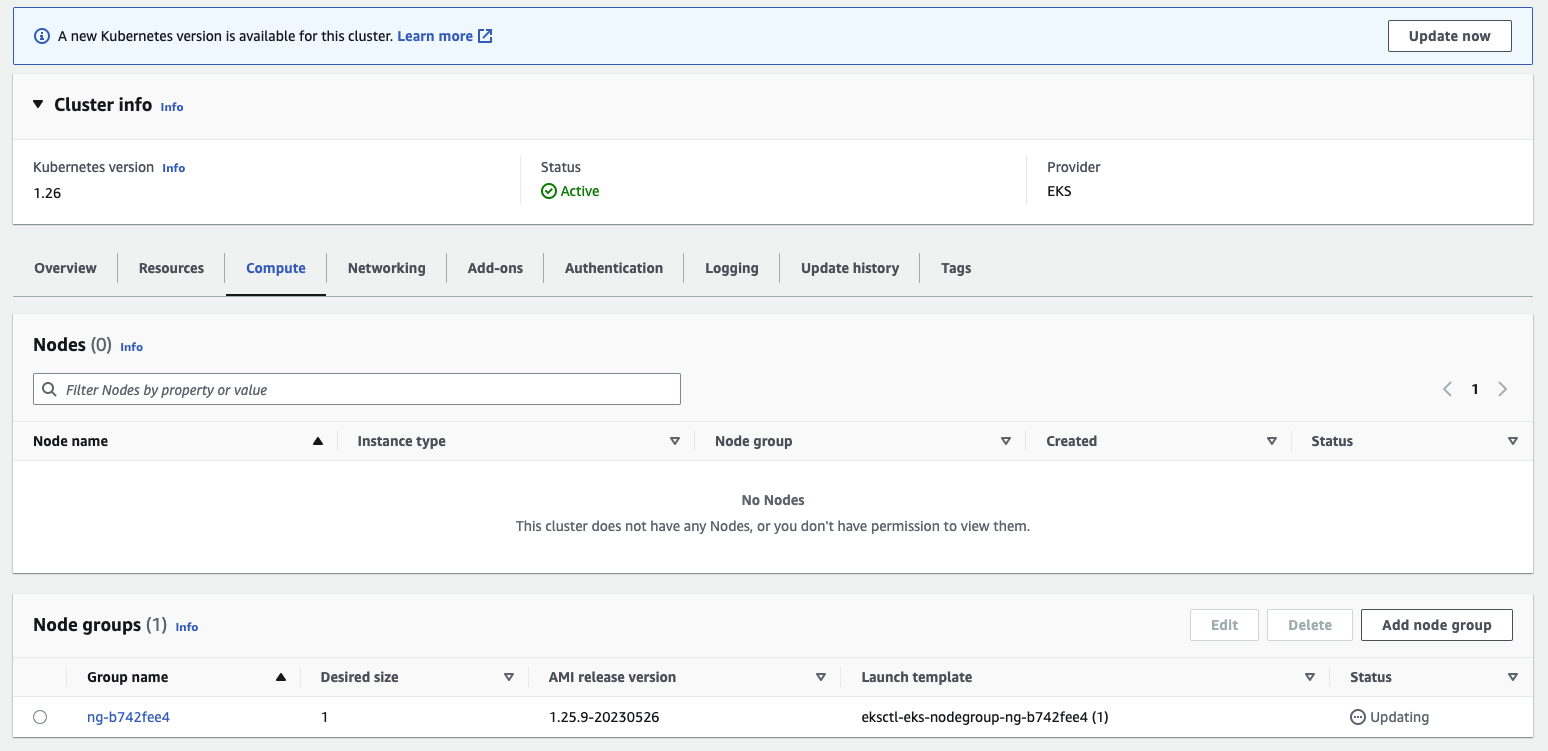 A new Kubernetes version is available for this cluster. Learn more
Update now
Cluster info Info
Kubernetes version Info
1.26
Status
Active
Provider
EKS
Overview
Resources
Compute
Networking
Add-ons
Authentication
Logging
Update history
Tags
Nodes (0) Info
Filter Nodes by property or value
1
Node name
Instance type
Node group
Created
Status
No Nodes
This cluster does not have any Nodes, or you don't have permission to view them.
Node groups (1) Info
Edit
Delete
Add node group
Group name
Desired size
AMI release version
Launch template
Status
ng-b742fee4
1
1.25.9-20230526
eksctl-eks-nodegroup-ng-b742fee4 (1)
Updating